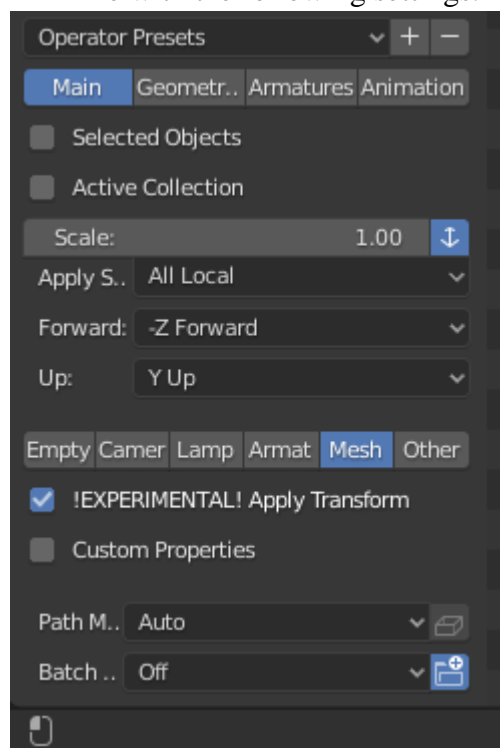 Operator Presets
Main Geometr.. Armatures Animation
Selected Objects
Active Collection
Scale: 1.00
Apply S.. All Local
Forward: -Z Forward
Up: Y Up
Empty Camer Lamp Armat Mesh Other
!EXPERIMENTAL! Apply Transform
Custom Properties
Path M.. Auto
Batch .. Off